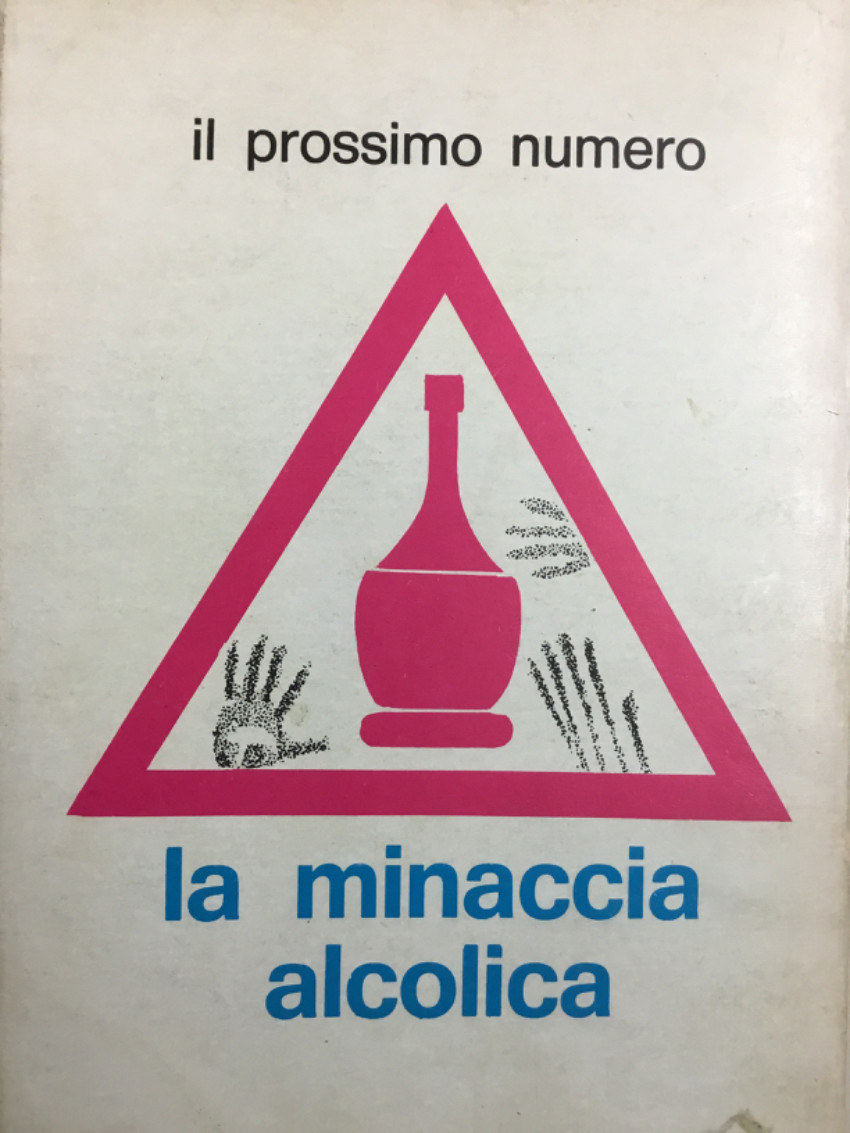 il prossimo numero
la minaccia
alcolica